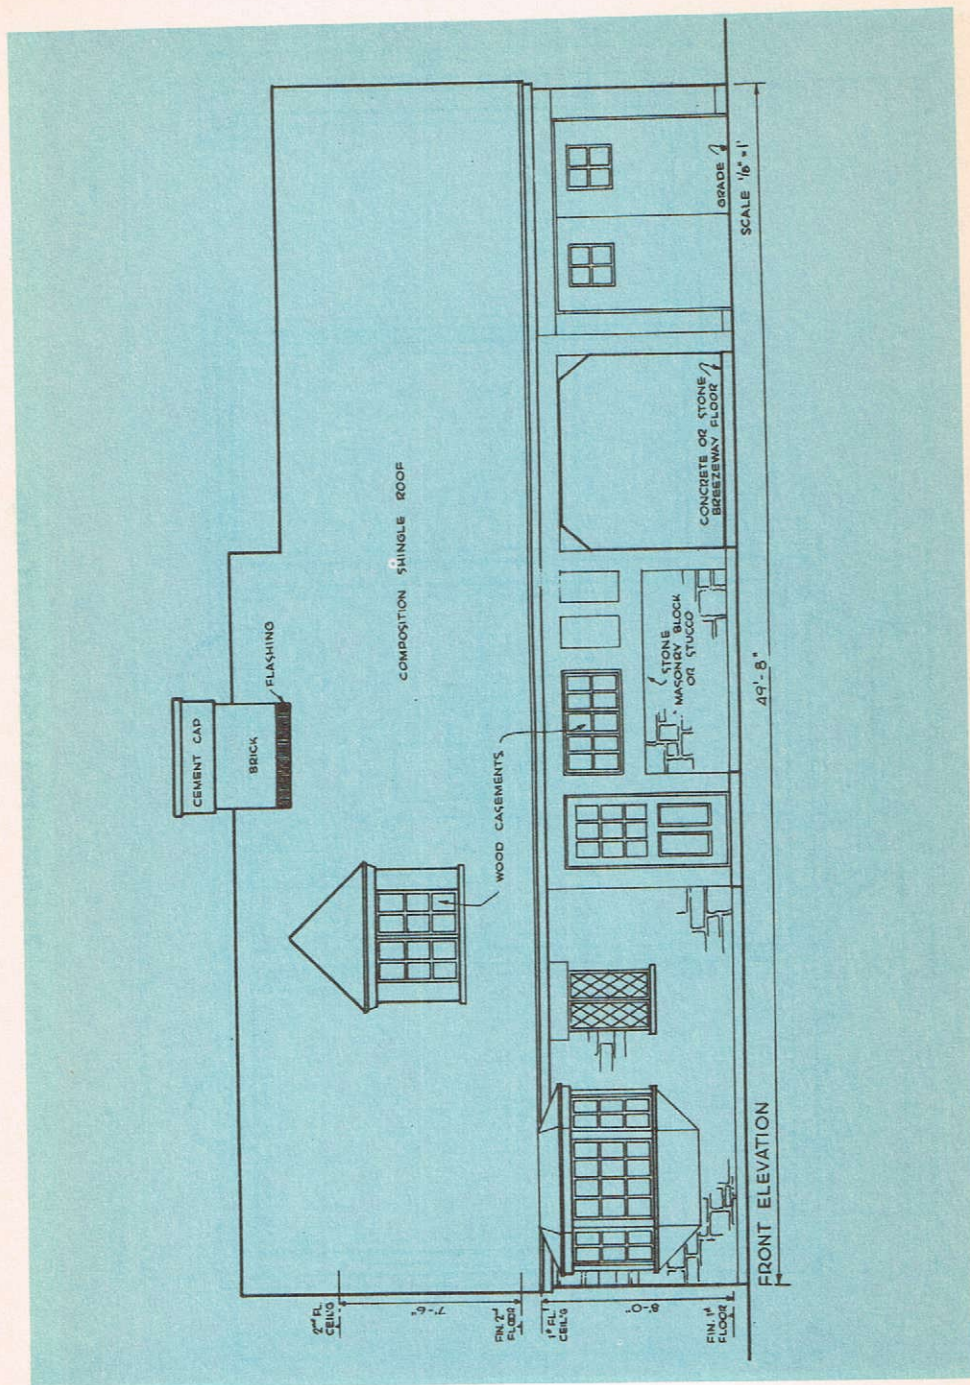 CEMENT CAP
BRICK
FLASHING
COMPOSITION SHINGLE ROOF
WOOD CASEMENTS
2ND FL.
CEIL'G
7'-6"
FIN. 2ND
FLOOR
1ST FL.
CEIL'G
8'-0"
FIN. 1ST
FLOOR
STONE
MASONRY BLOCK
OR STUCCO
CONCRETE OR STONE
BREEZEWAY FLOOR
GRADE
FRONT ELEVATION
49'-8"
SCALE 1/8" = 1'